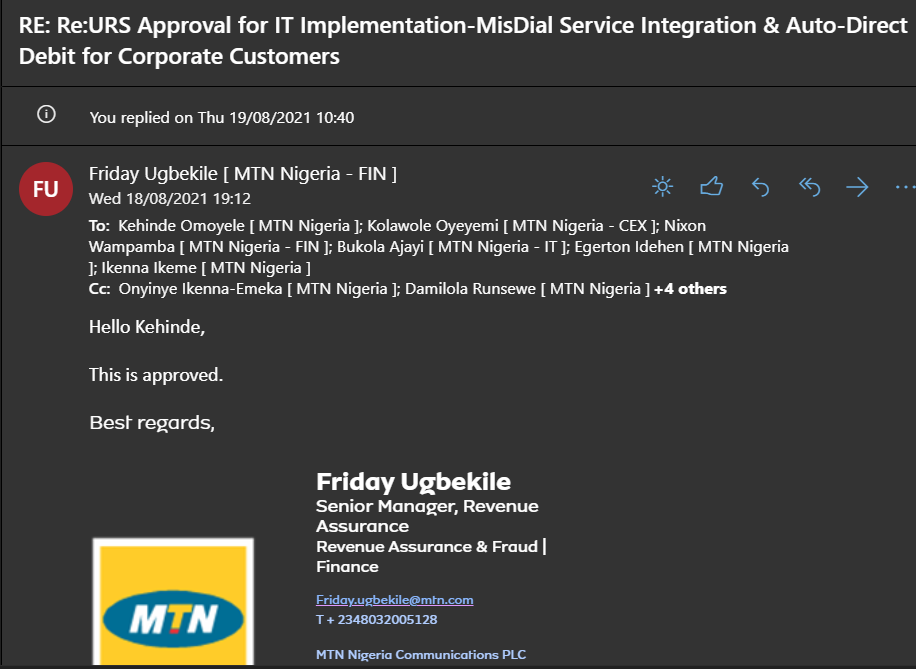 RE: Re:URS Approval for IT Implementation-MisDial Service Integration & Auto-Direct
Debit for Corporate Customers
You replied on Thu 19/08/2021 10:40
FU
Friday Ugbekile [ MTN Nigeria - FIN ]
Wed 18/08/2021 19:12
To: Kehinde Omoyele [ MTN Nigeria ]; Kolawole Oyeyemi [ MTN Nigeria - CEX ]; Nixon
Wampamba [ MTN Nigeria - FIN ]; Bukola Ajayi [ MTN Nigeria - IT ]; Egerton Idehen [ MTN Nigeria
]; Ikenna Ikeme [ MTN Nigeria ]
Cc: Onyinye Ikenna-Emeka [ MTN Nigeria ]; Damilola Runsewe [ MTN Nigeria ] +4 others
Hello Kehinde,
This is approved.
Best regards,
Friday Ugbekile
Senior Manager, Revenue
Assurance
Revenue Assurance & Fraud |
Finance
Friday.ugbekile@mtn.com
T + 2348032005128
MTN Nigeria Communications PLC
MTN